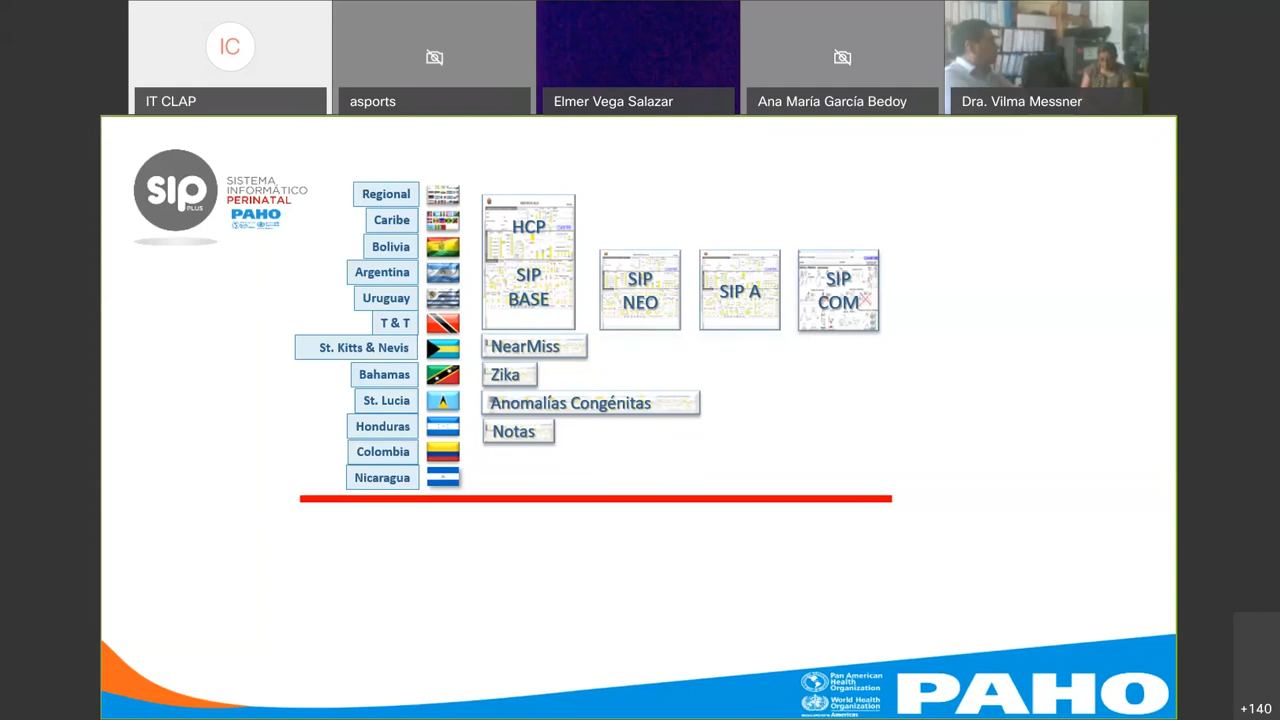 IC
IT CLAP
asports
Elmer Vega Salazar
Ana María García Bedoy
Dra. Vilma Messner
sip
PLUS
SISTEMA
INFORMÁTICO
PERINATAL
PAHO
Regional
Caribe
Bolivia
Argentina
Uruguay
T & T
St. Kitts & Nevis
Bahamas
St. Lucia
Honduras
Colombia
Nicaragua
HCP
SIP
BASE
SIP
NEO
SIP A
SIP
COM
NearMiss
Zika
Anomalías Congénitas
Notas
Pan American
Health
Organization
World Health
Organization
Americas
PAHO
+140